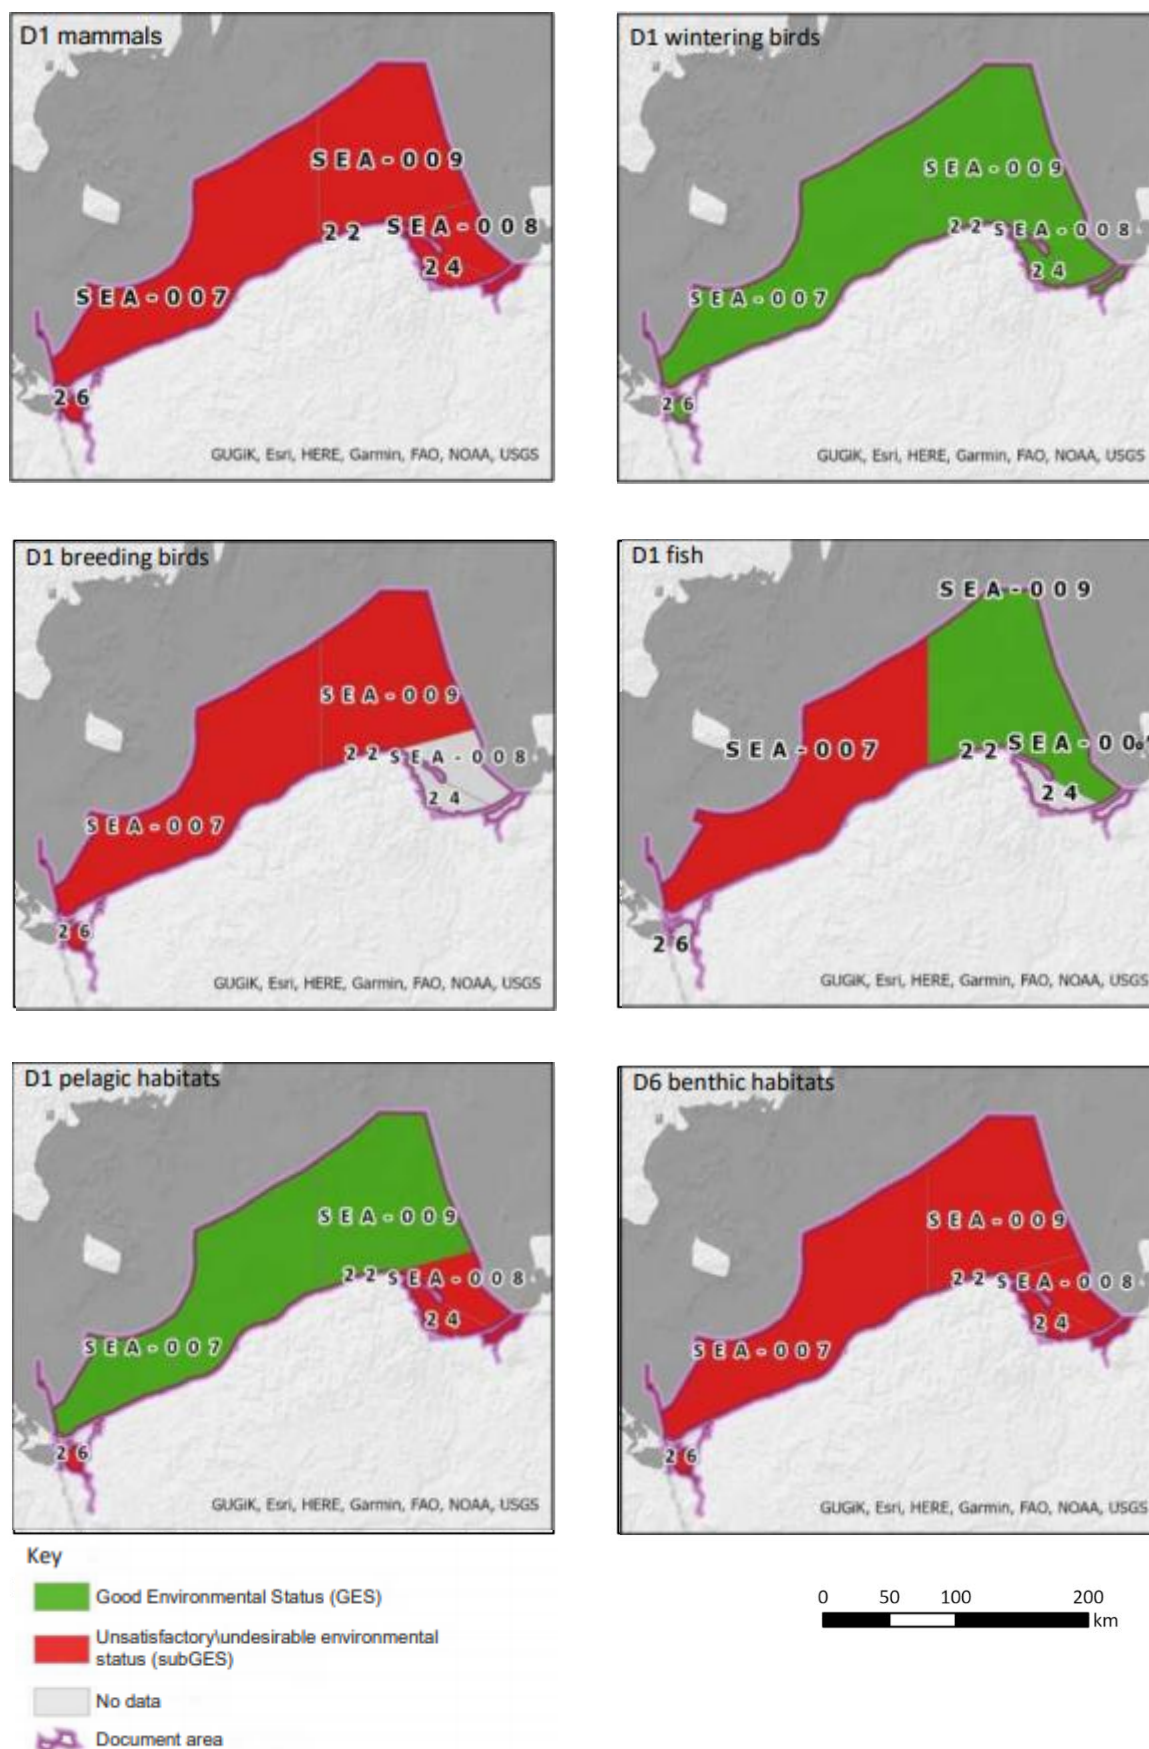 D1 mammals
SEA-009
22 SEA-008
24
SEA-007
26
GUGiK, Esri, HERE, Garmin, FAO, NOAA, USGS
D1 wintering birds
SEA-009
22 SEA-008
24
SEA-007
26
GUGiK, Esri, HERE, Garmin, FAO, NOAA, USGS
D1 breeding birds
SEA-009
22 SEA-008
24
SEA-007
26
GUGiK, Esri, HERE, Garmin, FAO, NOAA, USGS
D1 fish
SEA-009
SEA-007
22 SEA-00
24
26
GUGiK, Esri, HERE, Garmin, FAO, NOAA, USGS
D1 pelagic habitats
SEA-009
22 SEA-008
24
SEA-007
26
GUGiK, Esri, HERE, Garmin, FAO, NOAA, USGS
D6 benthic habitats
SEA-009
22 SEA-008
24
SEA-007
26
GUGiK, Esri, HERE, Garmin, FAO, NOAA, USGS
Key
Good Environmental Status (GES)
Unsatisfactory\undesirable environmental
status (subGES)
No data
Document area
0 50 100 200
km